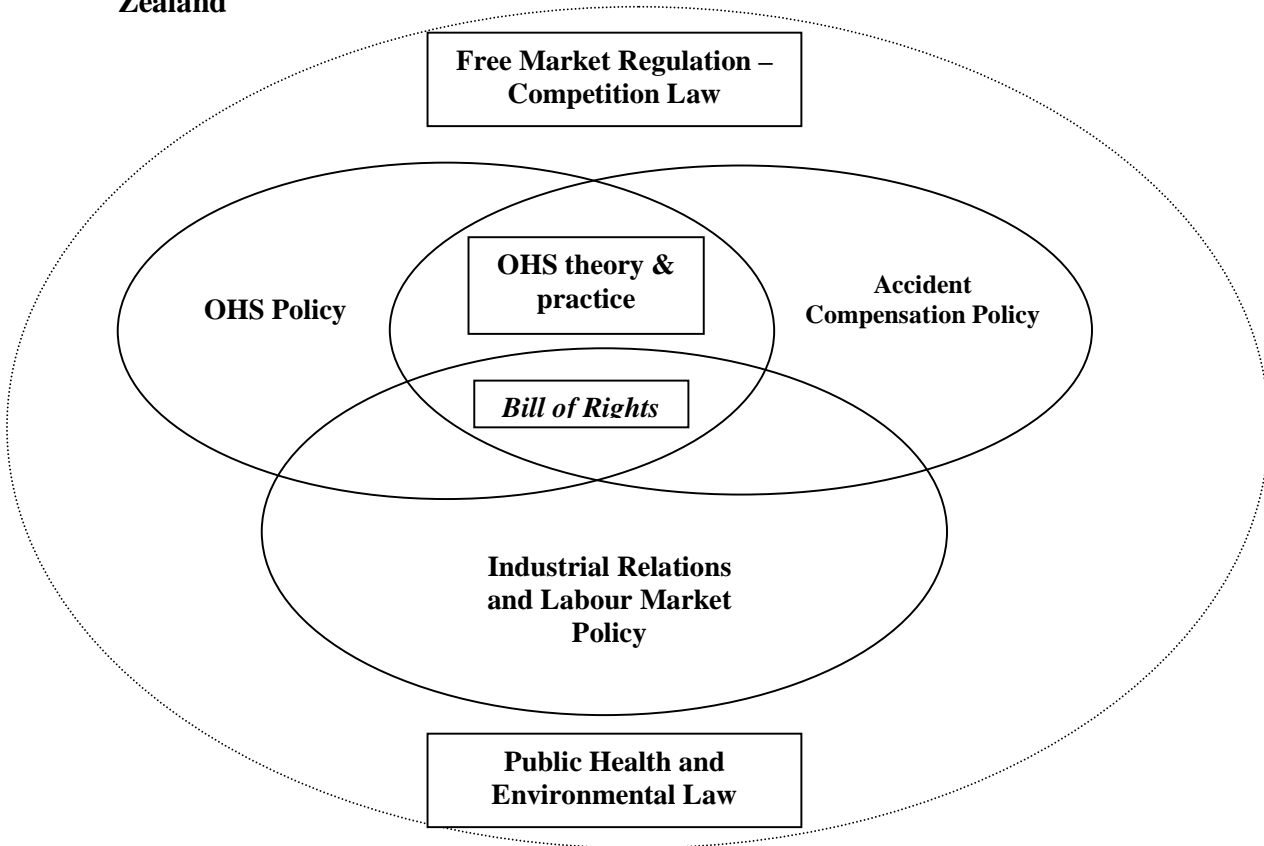 Zealand
Free Market Regulation –
Competition Law
OHS theory &
practice
OHS Policy
Accident
Compensation Policy
Bill of Rights
Industrial Relations
and Labour Market
Policy
Public Health and
Environmental Law